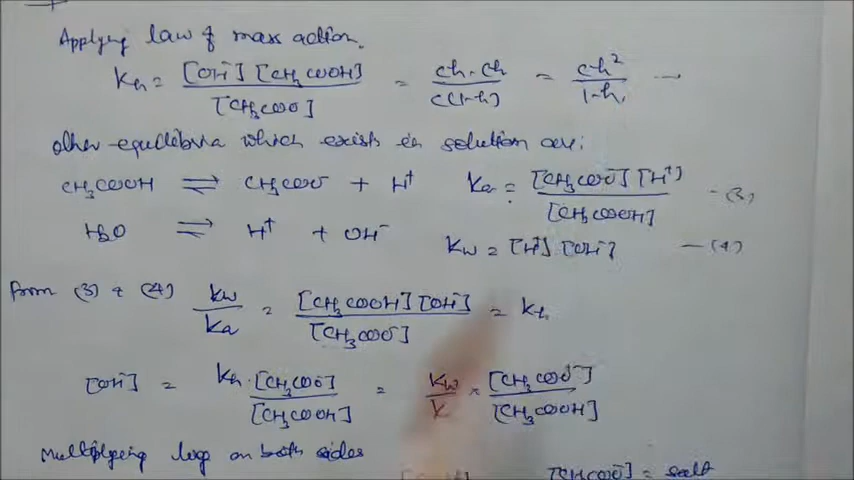 Applying law of mass action.
Kh = [OH⁻] [CH3COOH] / [CH3COO⁻] = ch.ch / c(1-h) = ch² / 1-h
other equilibria which exists in solution are:
CH3COOH ⇌ CH3COO⁻ + H⁺ Ka = [CH3COO⁻] [H⁺] / [CH3COOH] -(3)
H2O ⇌ H⁺ + OH⁻
Kw = [H⁺] [OH⁻] -(4)
from (3) & (4) Kw / Ka = [CH3COOH] [OH⁻] / [CH3COO⁻] = Kh
[OH⁻] = Kh.[CH3COO⁻] / [CH3COOH] = Kw / K × [CH3COO⁻] / [CH3COOH]
Multiplying log on both sides
[CH3COO⁻] = salt